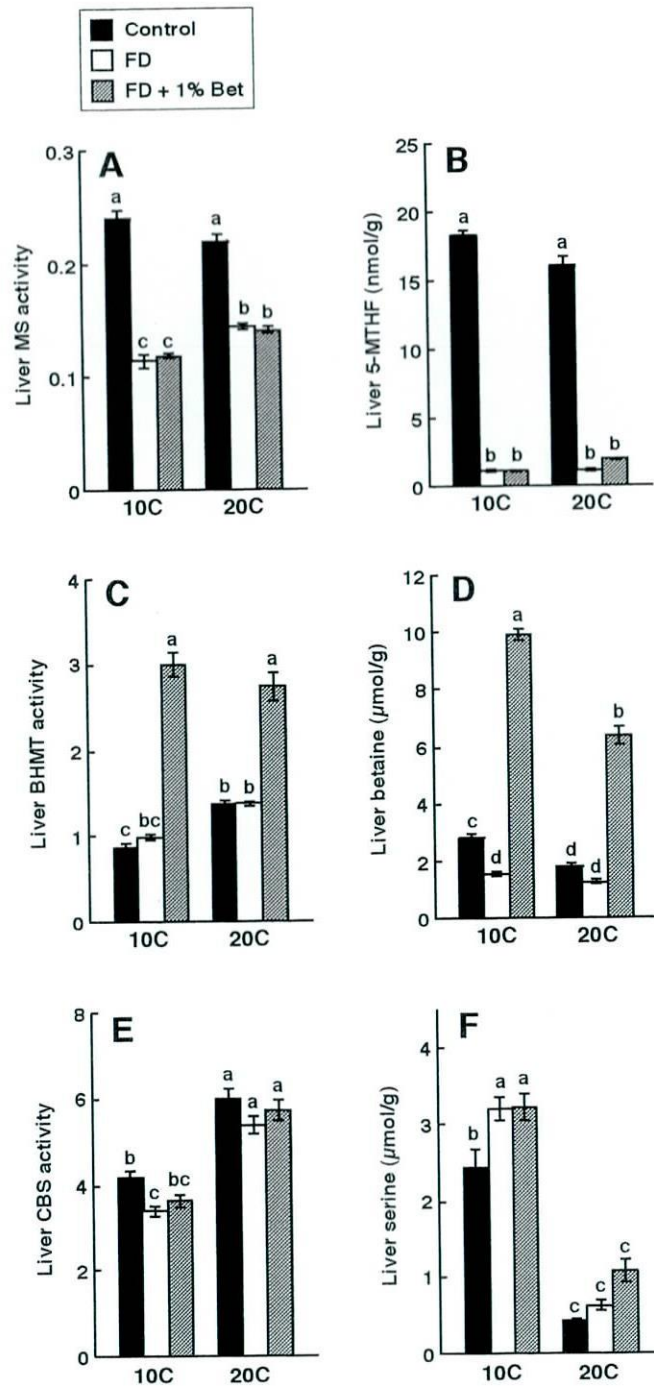 Control
FD
FD + 1% Bet
A
Liver MS activity
0.3
0.2
0.1
0
a
c
c
a
b
b
10C
20C
B
Liver 5-MTHF (nmol/g)
25
20
15
10
5
0
a
b
b
a
b
b
10C
20C
C
Liver BHMT activity
4
3
2
1
0
c
bc
a
b
b
a
10C
20C
D
Liver betaine (µmol/g)
12
10
8
6
4
2
0
c
d
a
d
d
b
10C
20C
E
Liver CBS activity
8
6
4
2
0
b
c
bc
a
a
a
10C
20C
F
Liver serine (µmol/g)
4
3
2
1
0
b
a
a
c
c
c
10C
20C